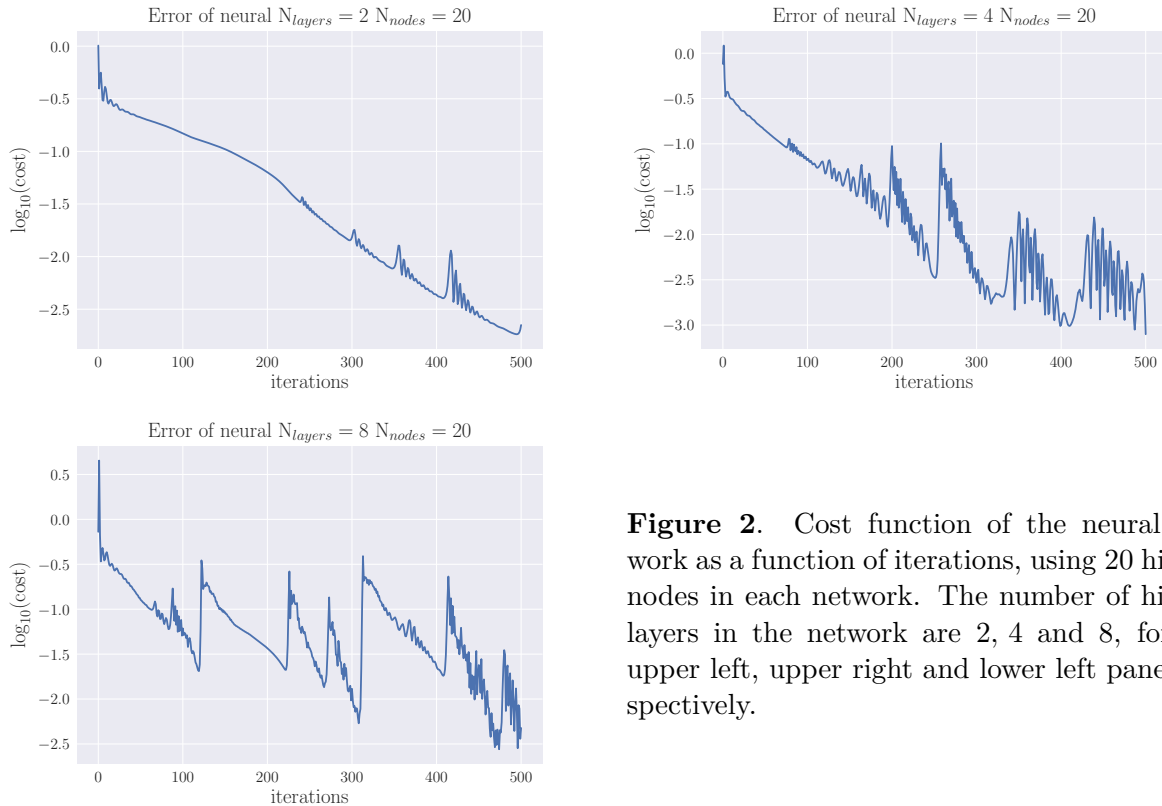 Error of neural N_layers = 2 N_nodes = 20
0.0
−0.5
−1.0
−1.5
−2.0
−2.5
log10(cost)
0 100 200 300 400 500
iterations
Error of neural N_layers = 4 N_nodes = 20
0.0
−0.5
−1.0
−1.5
−2.0
−2.5
−3.0
log10(cost)
0 100 200 300 400 500
iterations
Error of neural N_layers = 8 N_nodes = 20
0.5
0.0
−0.5
−1.0
−1.5
−2.0
−2.5
log10(cost)
0 100 200 300 400 500
iterations
Figure 2. Cost function of the neural
work as a function of iterations, using 20 hi
nodes in each network. The number of hi
layers in the network are 2, 4 and 8, for
upper left, upper right and lower left pane
spectively.